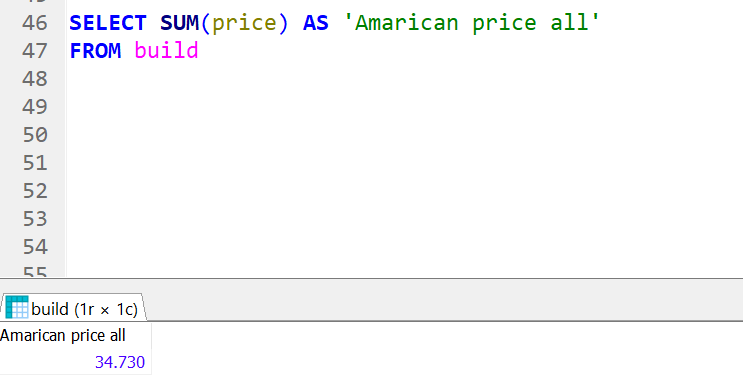 46 SELECT SUM(price) AS 'Amarican price all'
47 FROM build
48
49
50
51
52
53
54
55
build (1r × 1c)
Amarican price all
34.730